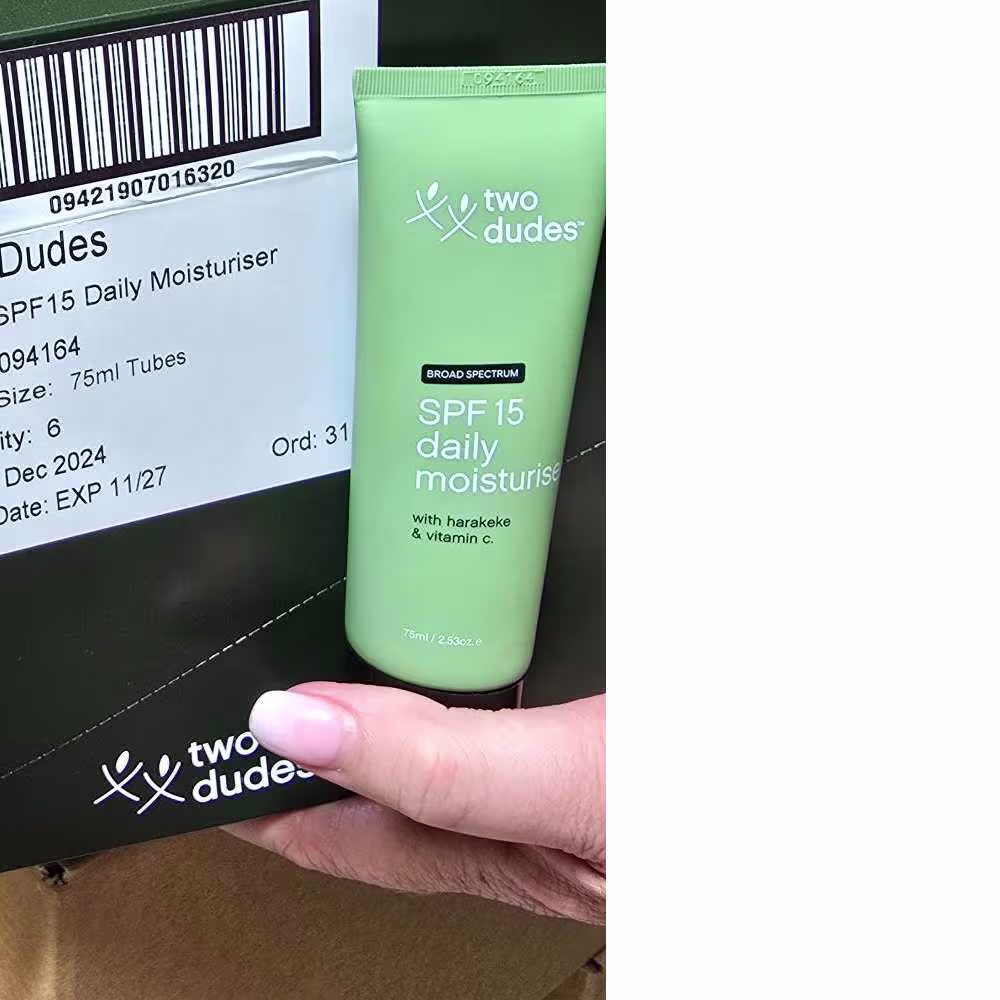 09421907016320
Dudes
SPF15 Daily Moisturiser
094164
Size: 75ml Tubes
ity: 6
Dec 2024
Ord: 31
Date: EXP 11/27
094164
two
dudes™
BROAD SPECTRUM
SPF 15
daily
moisturise
with harakeke
& vitamin c.
75ml / 2.53oz. e
two
dudes